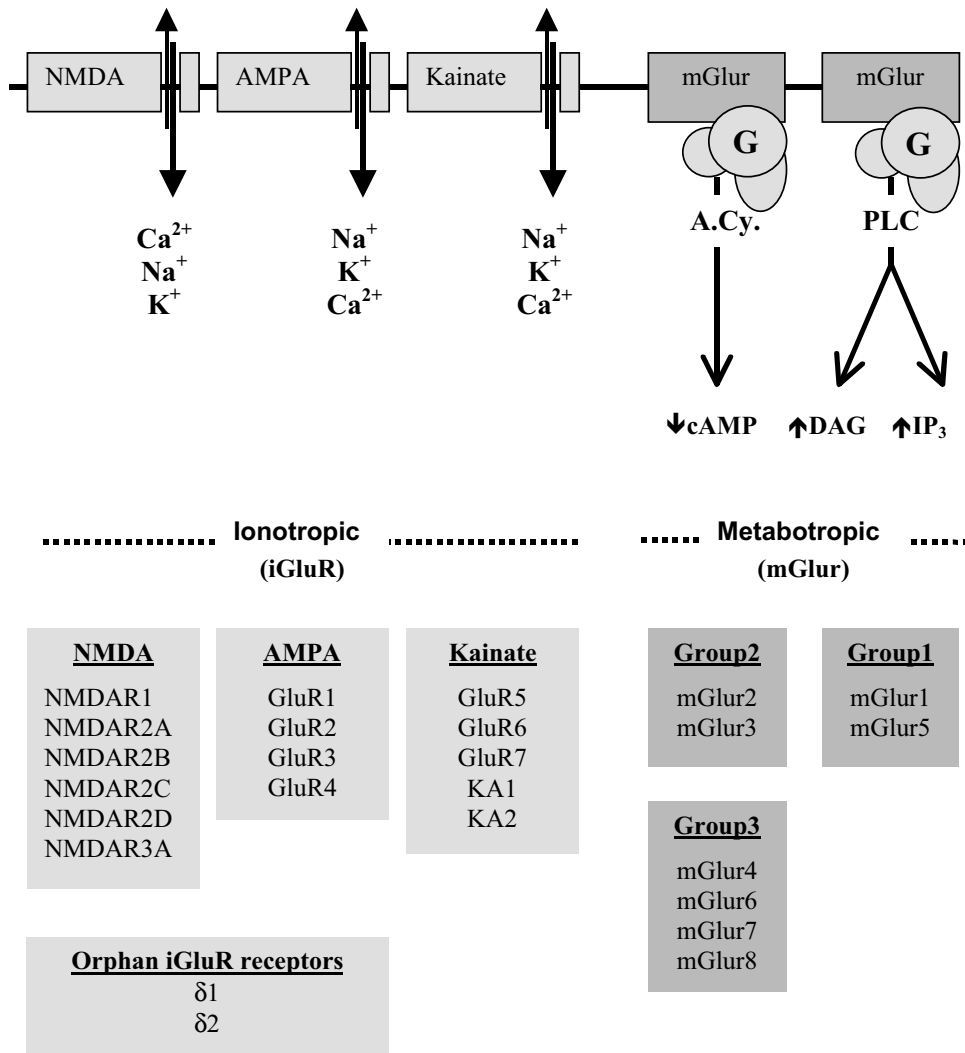 NMDA
AMPA
Kainate
mGlur
mGlur
G
G
A.Cy.
PLC
Ca²⁺
Na⁺
K⁺
Na⁺
K⁺
Ca²⁺
Na⁺
K⁺
Ca²⁺
↓cAMP
↑DAG
↑IP₃
Ionotropic
(iGluR)
Metabotropic
(mGlur)
NMDA
NMDAR1
NMDAR2A
NMDAR2B
NMDAR2C
NMDAR2D
NMDAR3A
AMPA
GluR1
GluR2
GluR3
GluR4
Kainate
GluR5
GluR6
GluR7
KA1
KA2
Group2
mGlur2
mGlur3
Group1
mGlur1
mGlur5
Group3
mGlur4
mGlur6
mGlur7
mGlur8
Orphan iGluR receptors
δ1
δ2